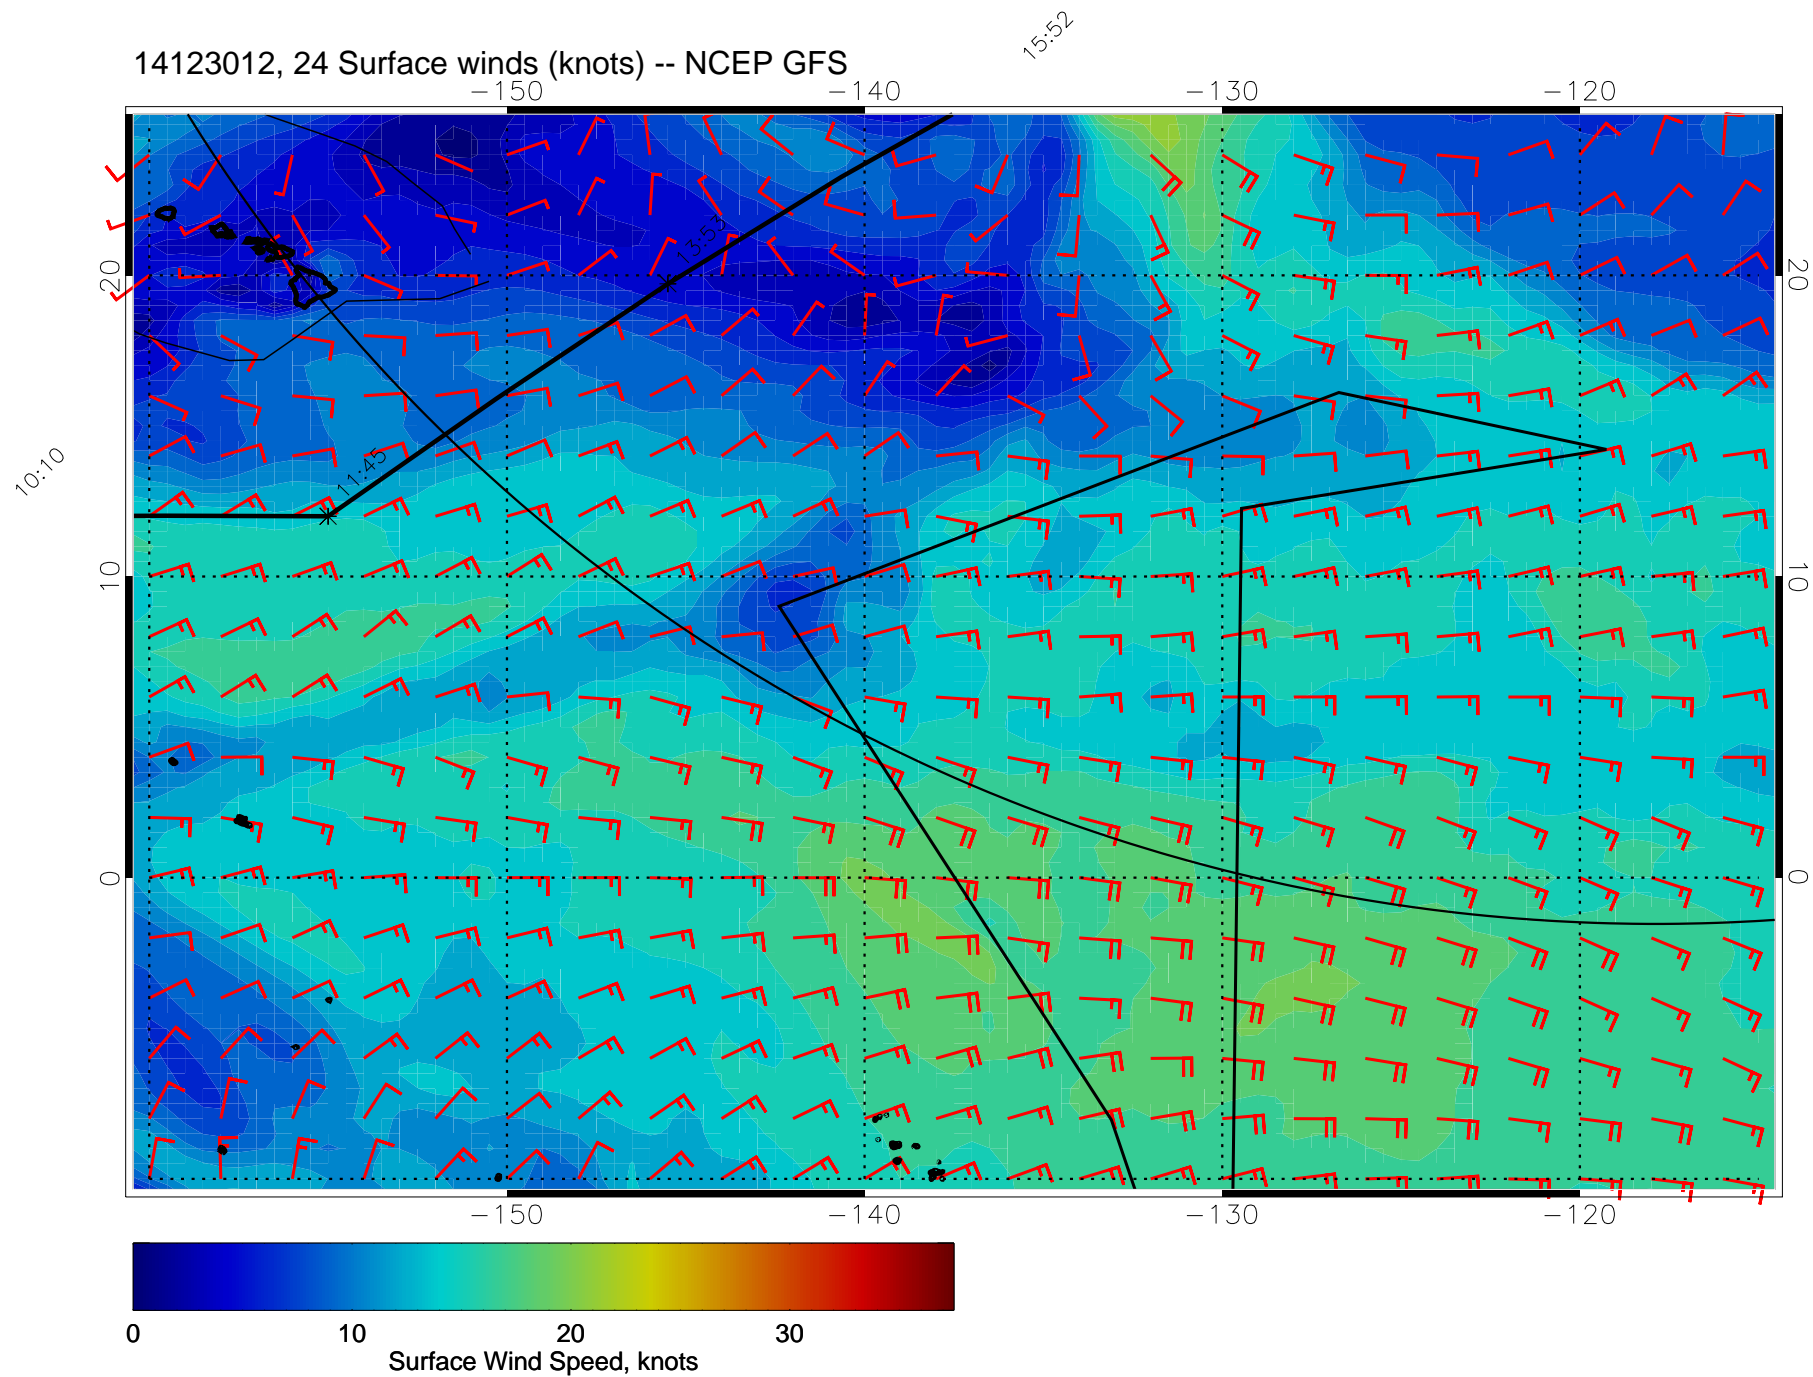 15:52
14123012, 24 Surface winds (knots) -- NCEP GFS
−150 −140 −130 −120
13:53
20 20
11:45
10:10
10 10
0 0
−150 −140 −130 −120
0 10 20 30
Surface Wind Speed, knots